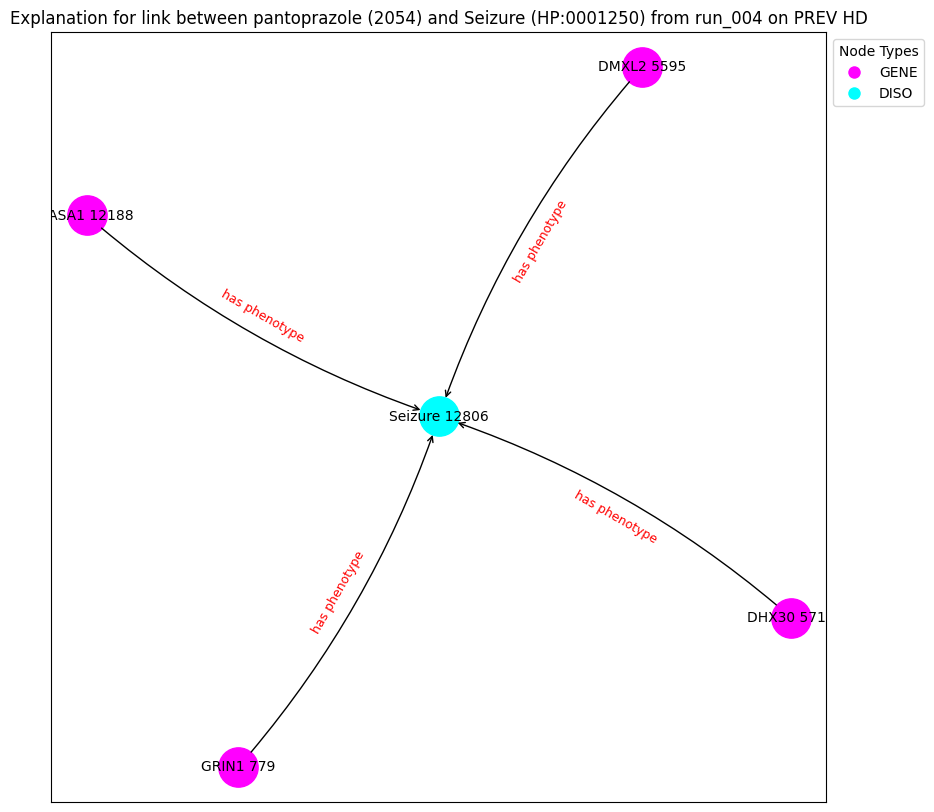 Explanation for link between pantoprazole (2054) and Seizure (HP:0001250) from run_004 on PREV HD
Node Types
GENE
DISO
DMXL2 5595
ASA1 12188
has phenotype
has phenotype
Seizure 12806
has phenotype
has phenotype
DHX30 571
GRIN1 779